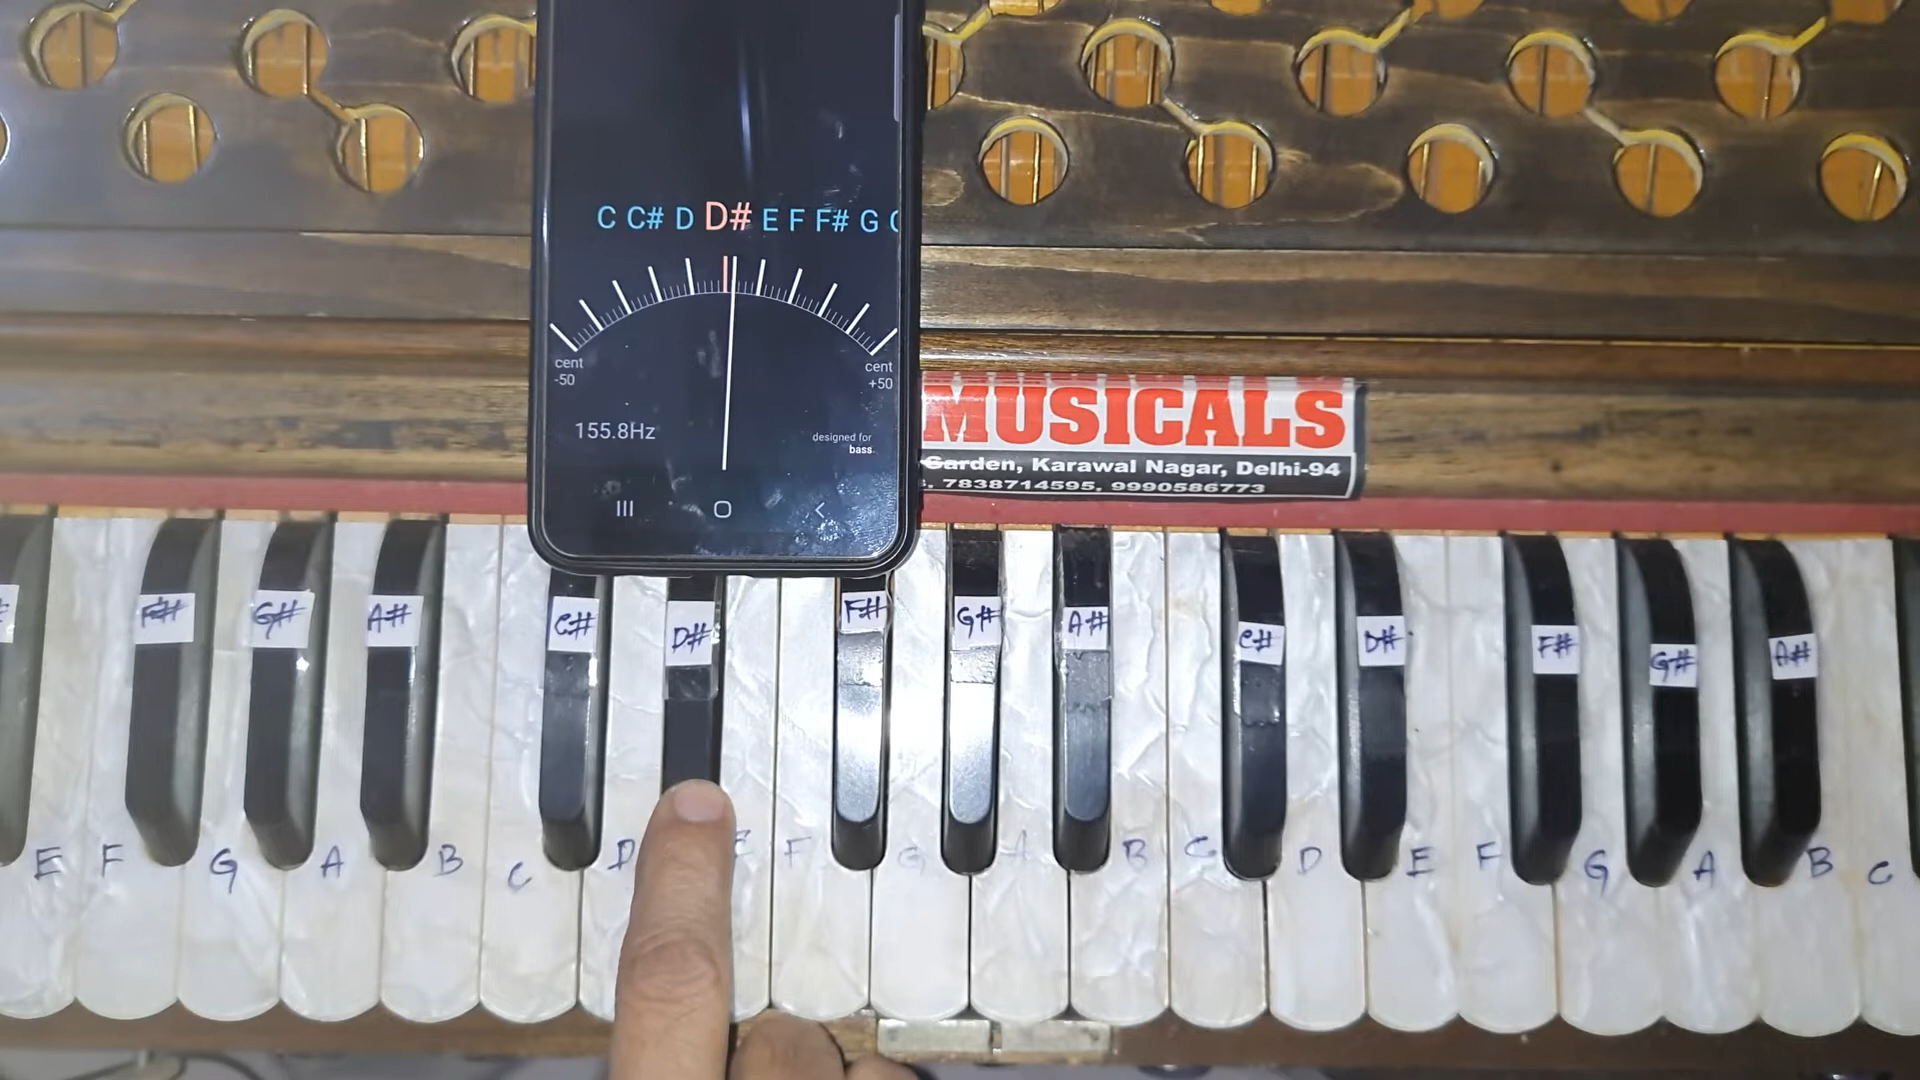 C C# D D# E F F# G
cent
-50
cent
+50
155.8Hz
designed for
bass
MUSICALS
Garden, Karawal Nagar, Delhi-94
, 7838714595, 9990586773
F# G# A# C# D# F# G# A# C# D# F# G# A#
E F G A B C D E F G A B C D E F G A B C